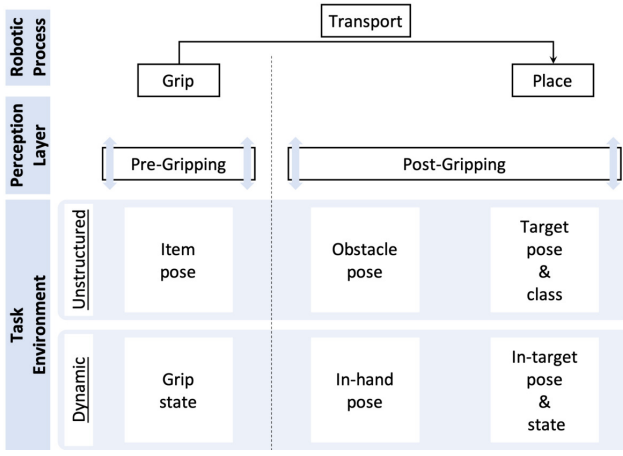 Robotic
Process
Transport
Grip
Place
Perception
Layer
Pre-Gripping
Post-Gripping
Task
Environment
Unstructured
Item
pose
Obstacle
pose
Target
pose
&
class
Dynamic
Grip
state
In-hand
pose
In-target
pose
&
state